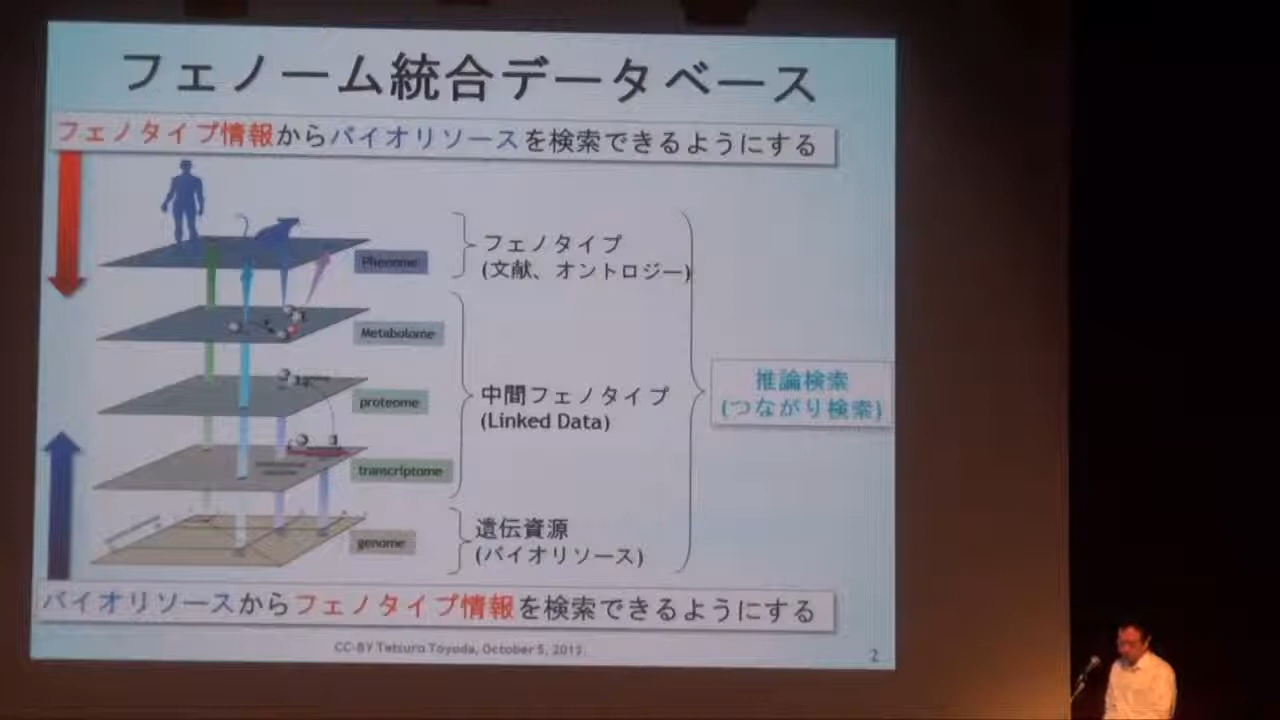 フェノーム統合データベース
フェノタイプ情報からバイオリソースを検索できるようにする
Phenome
フェノタイプ
(文献、オントロジー)
Metabolome
proteome
中間フェノタイプ
(Linked Data)
推論検索
(つながり検索)
transcriptome
genome
遺伝資源
(バイオリソース)
バイオリソースからフェノタイプ情報を検索できるようにする
CC-BY Tetsuro Toyoda, October 5, 2013.
2